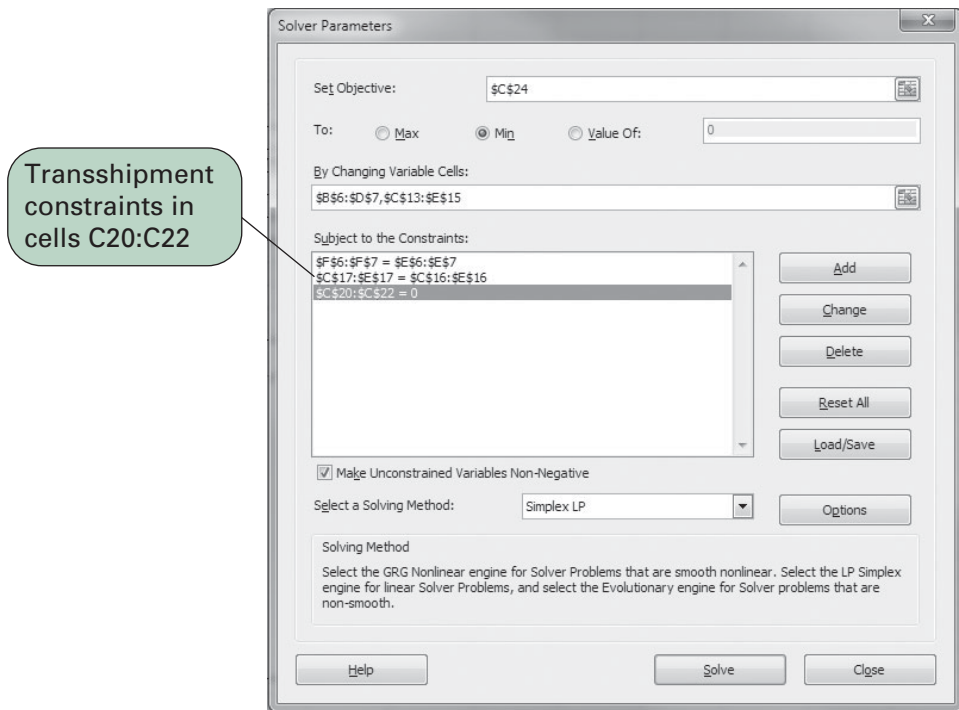 Solver Parameters
X
Set Objective:
$C$24
To:
Max
Min
Value Of:
0
By Changing Variable Cells:
$B$6:$D$7,$C$13:$E$15
Transshipment
constraints in
cells C20:C22
Subject to the Constraints:
$F$6:$F$7 = $E$6:$E$7
$C$17:$E$17 = $C$16:$E$16
$C$20:$C$22 = 0
Add
Change
Delete
Reset All
Load/Save
Make Unconstrained Variables Non-Negative
Select a Solving Method:
Simplex LP
Options
Solving Method
Select the GRG Nonlinear engine for Solver Problems that are smooth nonlinear. Select the LP Simplex
engine for linear Solver Problems, and select the Evolutionary engine for Solver problems that are
non-smooth.
Help
Solve
Close